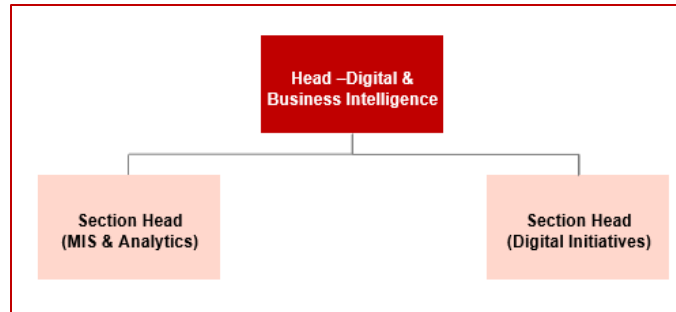 Head –Digital &
Business Intelligence
Section Head
(MIS & Analytics)
Section Head
(Digital Initiatives)